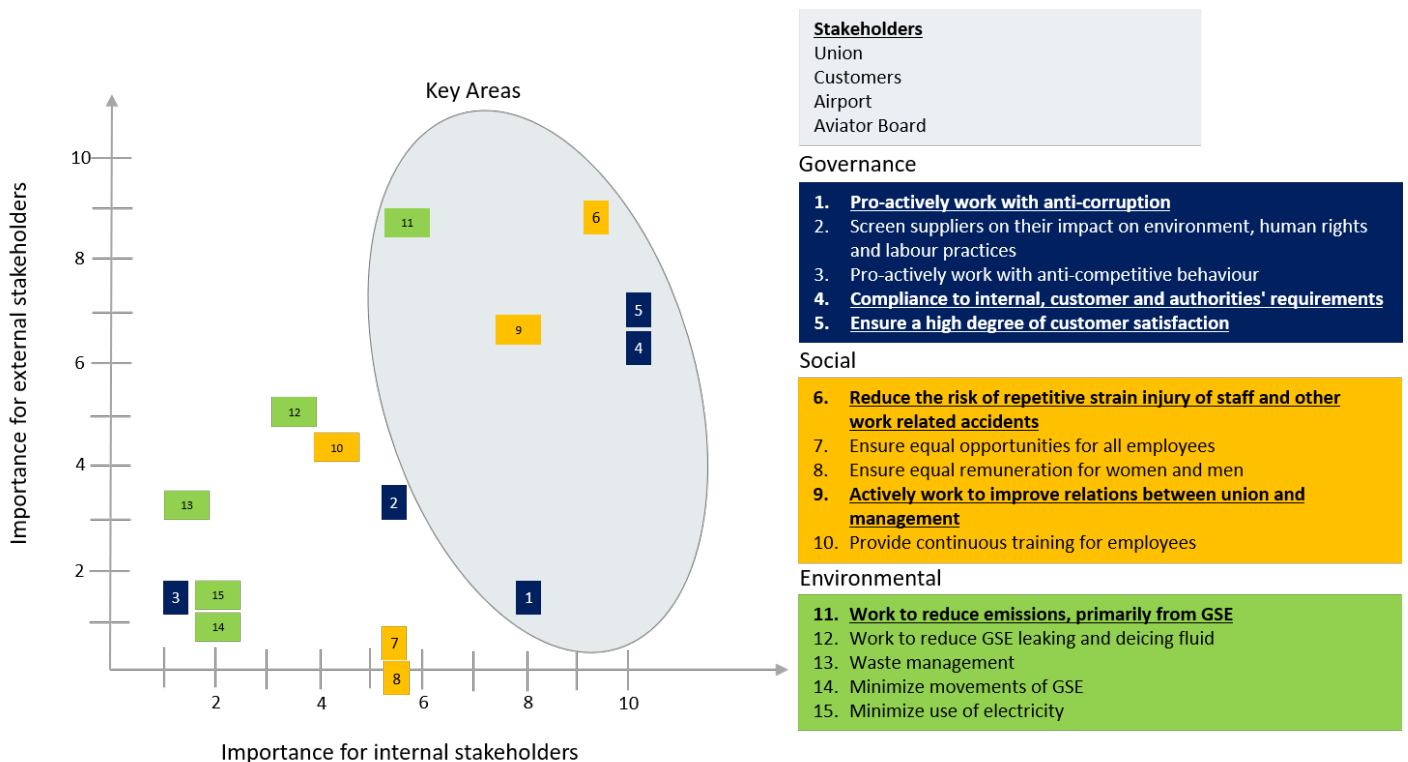 Key Areas
Importance for external stakeholders
10
8
6
4
2
11
6
5
9
4
12
10
2
13
3
15
1
14
7
8
2
4
6
8
10
Importance for internal stakeholders
Stakeholders
Union
Customers
Airport
Aviator Board
Governance
1. Pro-actively work with anti-corruption
2. Screen suppliers on their impact on environment, human rights
and labour practices
3. Pro-actively work with anti-competitive behaviour
4. Compliance to internal, customer and authorities' requirements
5. Ensure a high degree of customer satisfaction
Social
6. Reduce the risk of repetitive strain injury of staff and other
work related accidents
7. Ensure equal opportunities for all employees
8. Ensure equal remuneration for women and men
9. Actively work to improve relations between union and
management
10. Provide continuous training for employees
Environmental
11. Work to reduce emissions, primarily from GSE
12. Work to reduce GSE leaking and deicing fluid
13. Waste management
14. Minimize movements of GSE
15. Minimize use of electricity